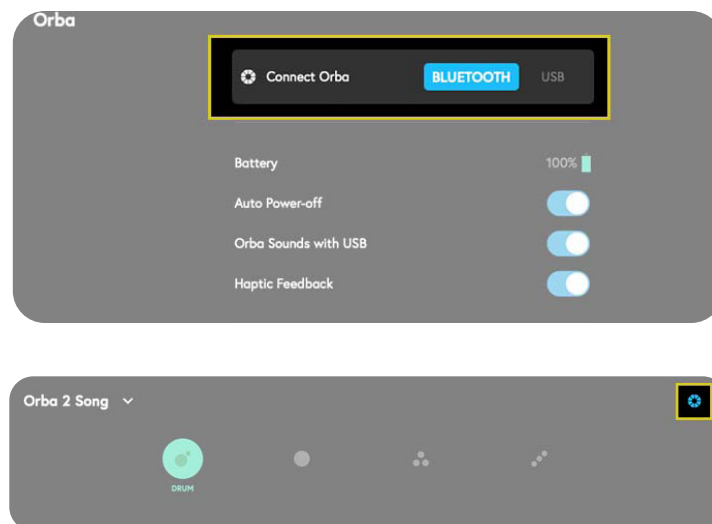 Orba
Connect Orba BLUETOOTH USB
Battery 100%
Auto Power-off
Orba Sounds with USB
Haptic Feedback
Orba 2 Song
DRUM